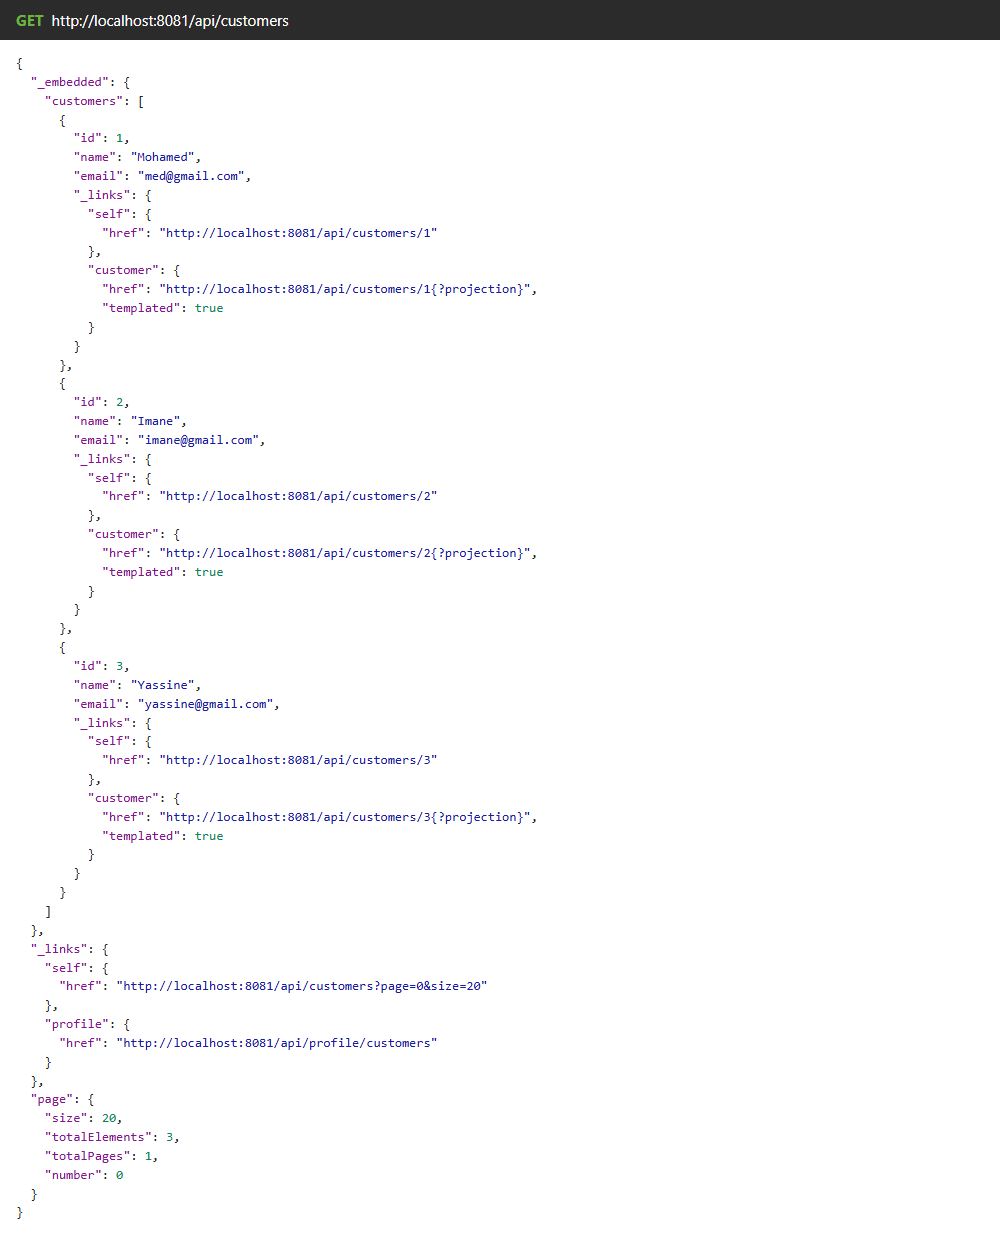 GET http://localhost:8081/api/customers
{
  "_embedded": {
    "customers": [
      {
        "id": 1,
        "name": "Mohamed",
        "email": "med@gmail.com",
        "_links": {
          "self": {
            "href": "http://localhost:8081/api/customers/1"
          },
          "customer": {
            "href": "http://localhost:8081/api/customers/1{?projection}",
            "templated": true
          }
        }
      },
      {
        "id": 2,
        "name": "Imane",
        "email": "imane@gmail.com",
        "_links": {
          "self": {
            "href": "http://localhost:8081/api/customers/2"
          },
          "customer": {
            "href": "http://localhost:8081/api/customers/2{?projection}",
            "templated": true
          }
        }
      },
      {
        "id": 3,
        "name": "Yassine",
        "email": "yassine@gmail.com",
        "_links": {
          "self": {
            "href": "http://localhost:8081/api/customers/3"
          },
          "customer": {
            "href": "http://localhost:8081/api/customers/3{?projection}",
            "templated": true
          }
        }
      }
    ]
  },
  "_links": {
    "self": {
      "href": "http://localhost:8081/api/customers?page=0&size=20"
    },
    "profile": {
      "href": "http://localhost:8081/api/profile/customers"
    }
  },
  "page": {
    "size": 20,
    "totalElements": 3,
    "totalPages": 1,
    "number": 0
  }
}